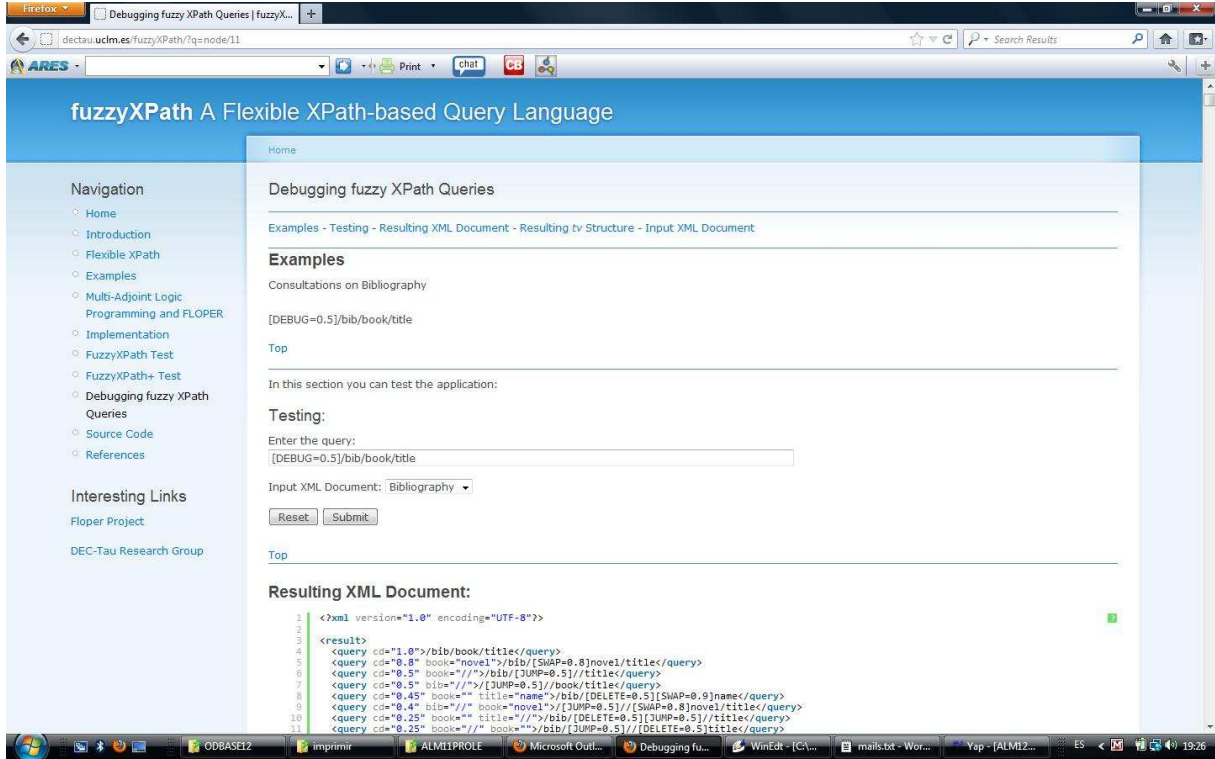 Firefox
Debugging fuzzy XPath Queries | fuzzyX...
dectau.uclm.es/fuzzyXPath/?q=node/11
Search Results
ARES
Print
chat
CB
fuzzyXPath A Flexible XPath-based Query Language
Home
Navigation
Home
Introduction
Flexible XPath
Examples
Multi-Adjoint Logic
Programming and FLOPER
Implementation
FuzzyXPath Test
FuzzyXPath+ Test
Debugging fuzzy XPath
Queries
Source Code
References
Interesting Links
Floper Project
DEC-Tau Research Group
Debugging fuzzy XPath Queries
Examples - Testing - Resulting XML Document - Resulting tv Structure - Input XML Document
Examples
Consultations on Bibliography
[DEBUG=0.5]/bib/book/title
Top
In this section you can test the application:
Testing:
Enter the query:
[DEBUG=0.5]/bib/book/title
Input XML Document: Bibliography
Reset Submit
Top
Resulting XML Document:
1 <?xml version="1.0" encoding="UTF-8"?>
2
3 <result>
4 <query cd="1.0">/bib/book/title</query>
5 <query cd="0.8" book="novel">/bib/[SWAP=0.8]novel/title</query>
6 <query cd="0.5" book="//">/bib/[JUMP=0.5]//title</query>
7 <query cd="0.5" bib="//">/[JUMP=0.5]//book/title</query>
8 <query cd="0.45" book="" title="name">/bib/[DELETE=0.5][SWAP=0.9]name</query>
9 <query cd="0.4" bib="//" book="novel">/[JUMP=0.5]//[SWAP=0.8]novel/title</query>
10 <query cd="0.25" book="" title="//">/bib/[DELETE=0.5][JUMP=0.5]//title</query>
11 <query cd="0.25" book="//" book="">/bib/[JUMP=0.5]//[DELETE=0.5]title</query>
ODBASE12
imprimir
ALM11PROLE
Microsoft Outl...
Debugging fu...
WinEdt - [C:\...
mails.txt - Wor...
Yap - [ALM12...
ES
19:26